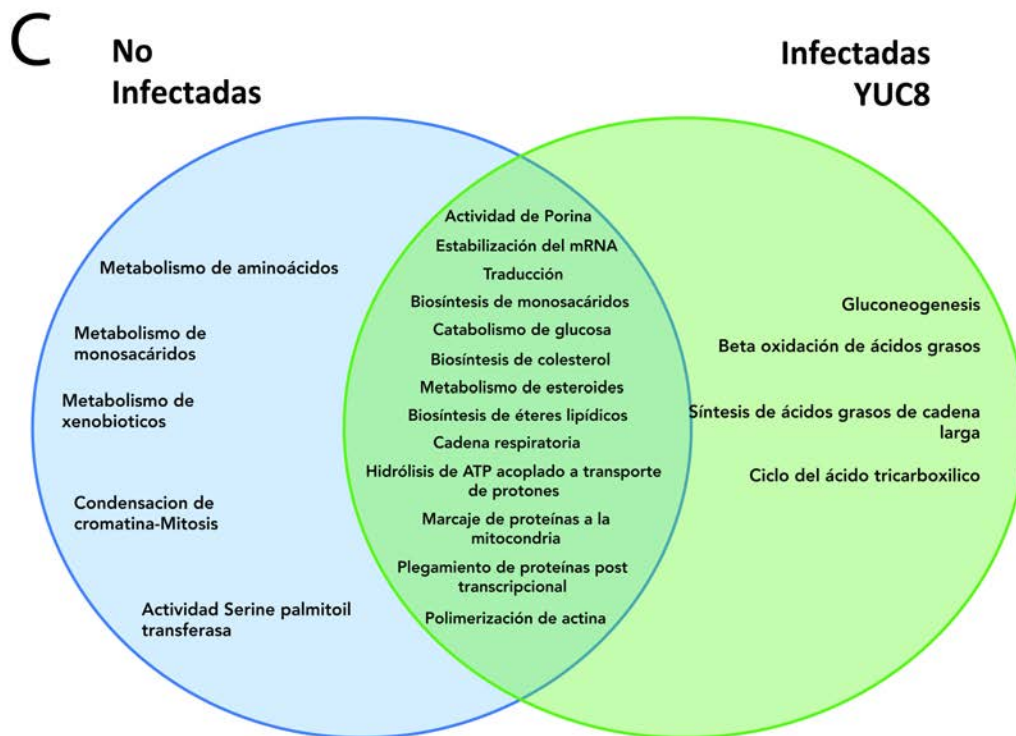 C
No
Infectadas
Infectadas
YUC8
Metabolismo de aminoácidos
Metabolismo de
monosacáridos
Metabolismo de
xenobioticos
Condensacion de
cromatina-Mitosis
Actividad Serine palmitoil
transferasa
Actividad de Porina
Estabilización del mRNA
Traducción
Biosíntesis de monosacáridos
Catabolismo de glucosa
Biosíntesis de colesterol
Metabolismo de esteroides
Biosíntesis de éteres lipídicos
Cadena respiratoria
Hidrólisis de ATP acoplado a transporte
de protones
Marcaje de proteínas a la
mitocondria
Plegamiento de proteínas post
transcripcional
Polimerización de actina
Gluconeogenesis
Beta oxidación de ácidos grasos
Síntesis de ácidos grasos de cadena
larga
Ciclo del ácido tricarboxilico